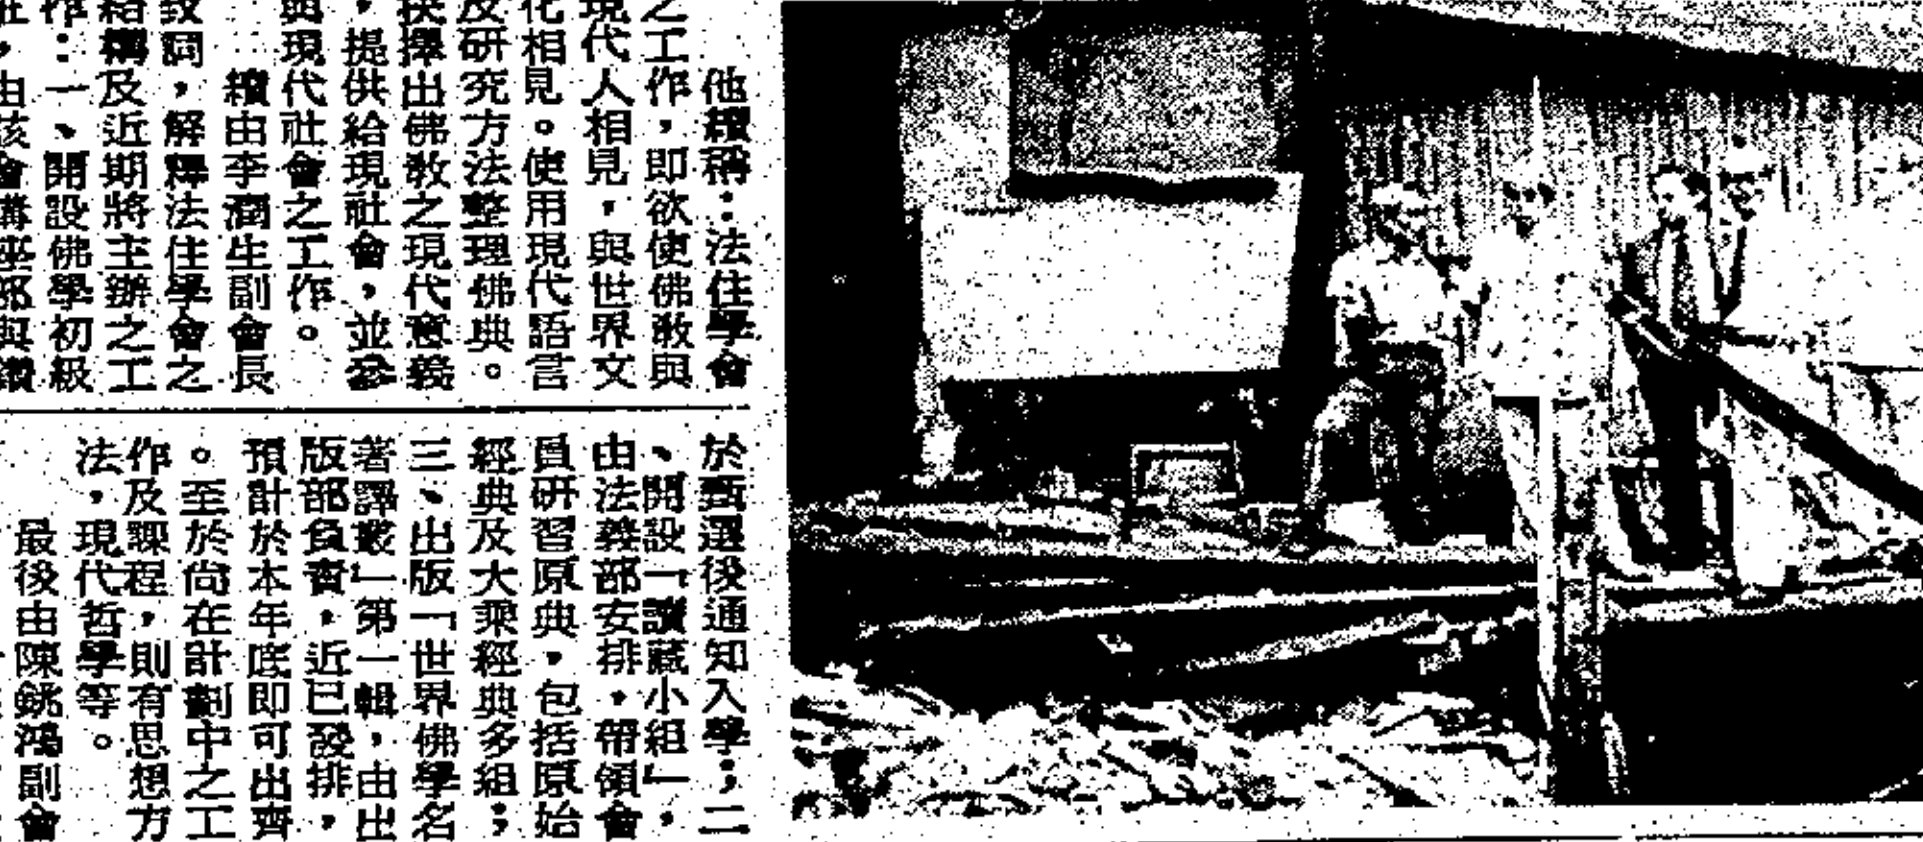 他續稱：法住學會
之工作，即欲使佛敎與
現代人相見，與世界文
化相見。使用現代語言
及研究方法整理佛典。
抉擇出佛敎之現代意義
，提供給現社會，並參
與現代社會之工作。
續由李潤生副會長
致詞，解釋法住學會之
結構及近期將主辦之工
作：一、開設佛學初級
班，由該會講座部與
於甄選後通知入學；二
、開設「讀藏小組」，
由法義部安排，帶領會
員研習原典，包括原始
經典及大乘經典多組；
三、出版「世界佛學名
著譯叢」第一輯，由出
版部負責，近已發排，
預計於本年底即可出齊
。至於尚在計劃中之工
作及課程，則有思想方
法，現代哲學等。
最後由陳銚鴻副會